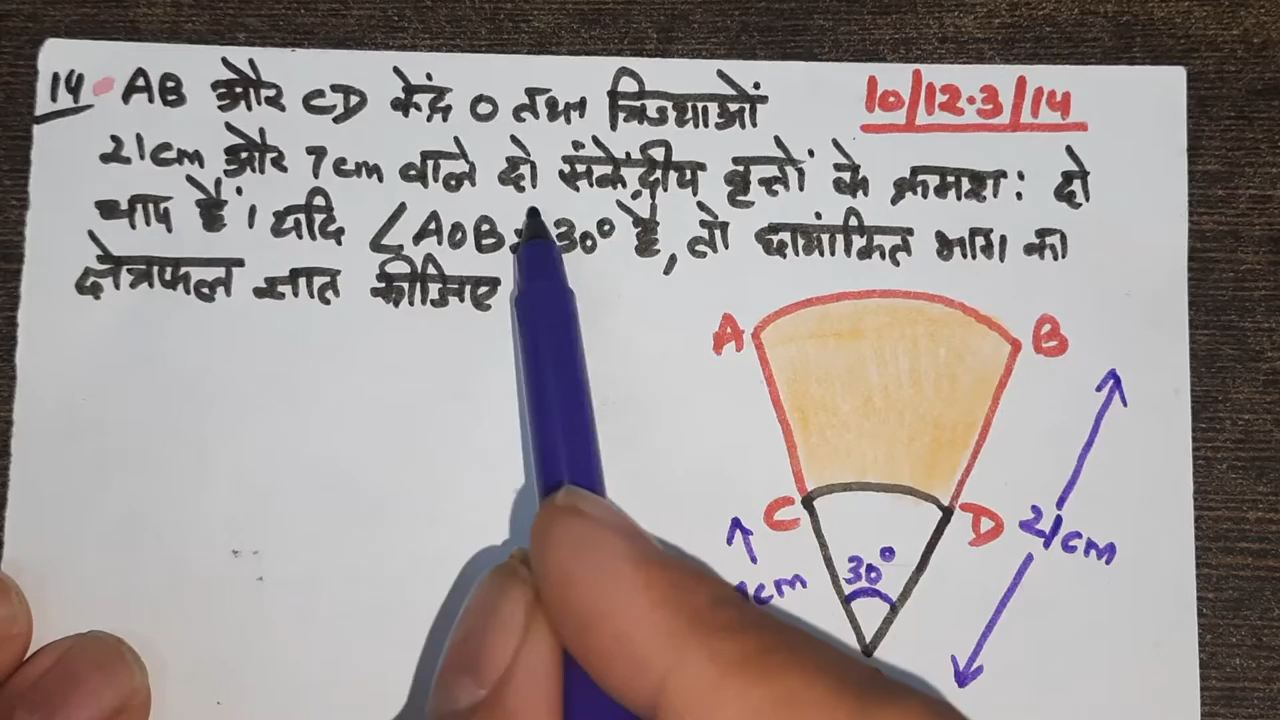 14. AB और CD केंद्र O तथा त्रिज्याओं
10/12.3/14
21cm और 7cm वाले दो संकेंद्रीय वृत्तों के क्रमश: दो
चाप हैं। यदि ∠AOB = 30° है, तो छायांकित भाग का
क्षेत्रफल ज्ञात कीजिए
A
B
C
D
21cm
30°
cm